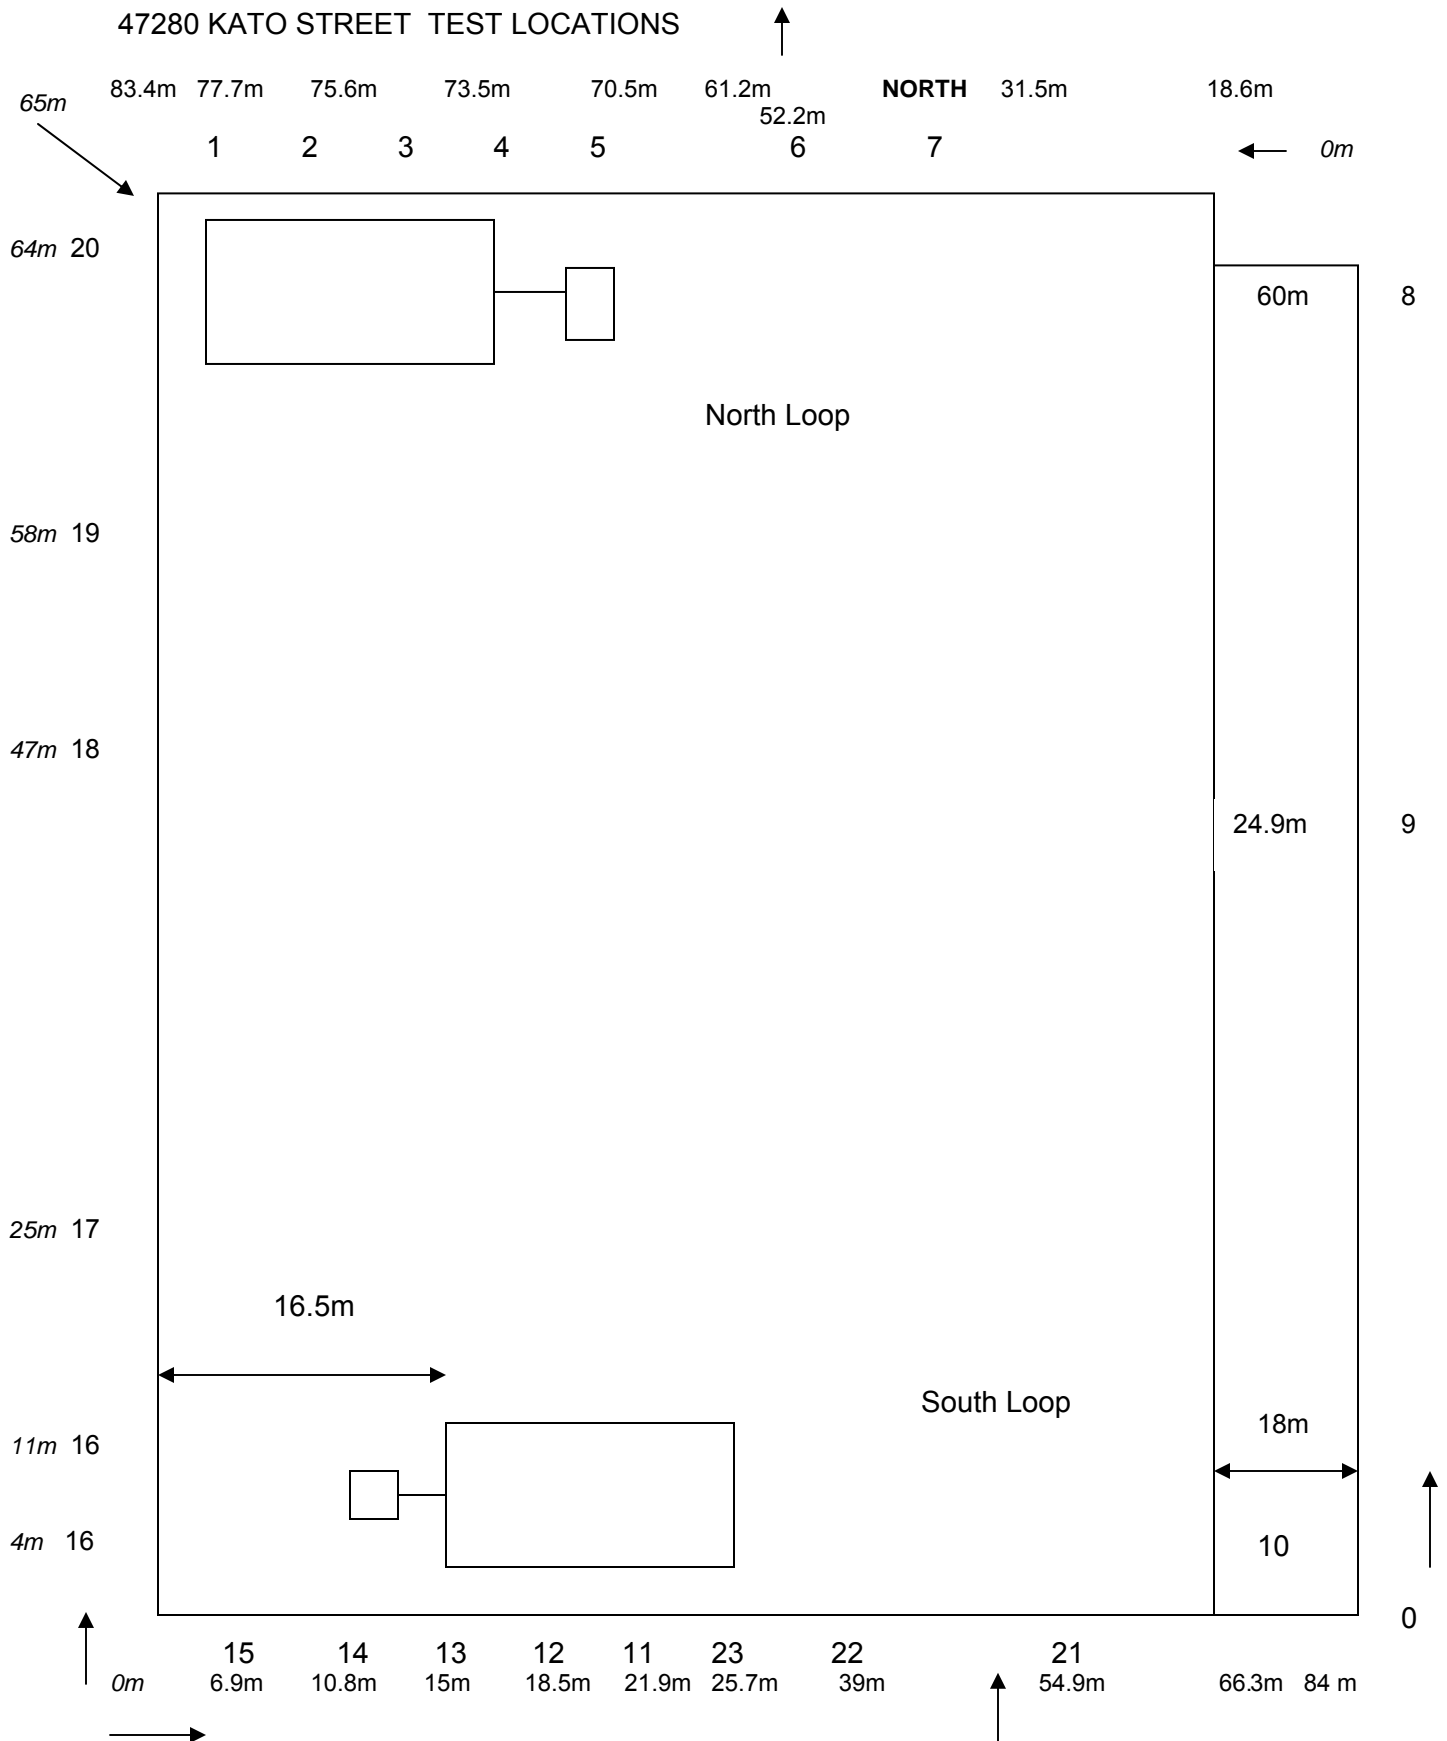 47280 KATO STREET  TEST LOCATIONS
83.4m 77.7m 75.6m 73.5m 70.5m 61.2m NORTH 31.5m 18.6m
65m
52.2m
1 2 3 4 5 6 7 0m
64m 20
60m 8
North Loop
58m 19
47m 18
24.9m 9
25m 17
16.5m
South Loop
18m
11m 16
4m 16
10
0
15 14 13 12 11 23 22 21
0m 6.9m 10.8m 15m 18.5m 21.9m 25.7m 39m 54.9m 66.3m 84 m